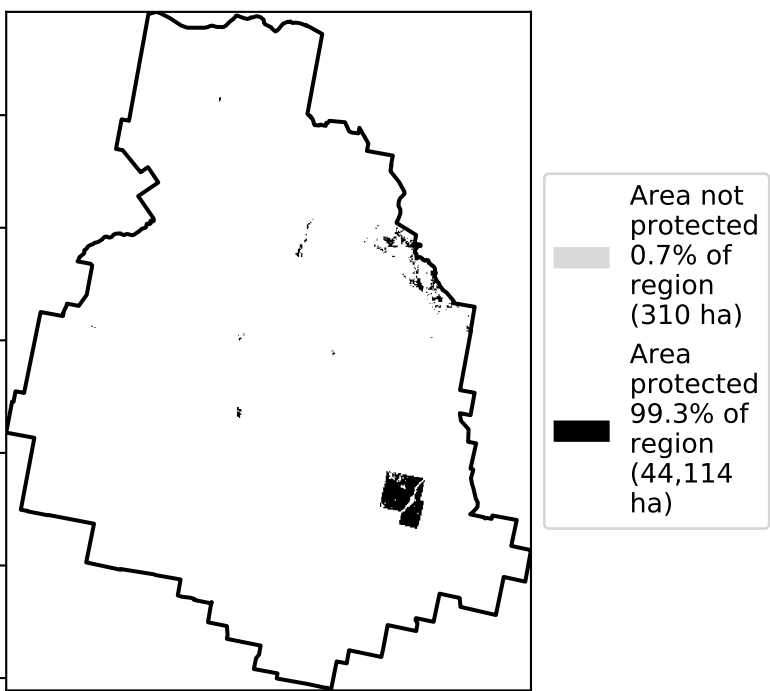 Area not
protected
0.7% of
region
(310 ha)
Area
protected
99.3% of
region
(44,114
ha)